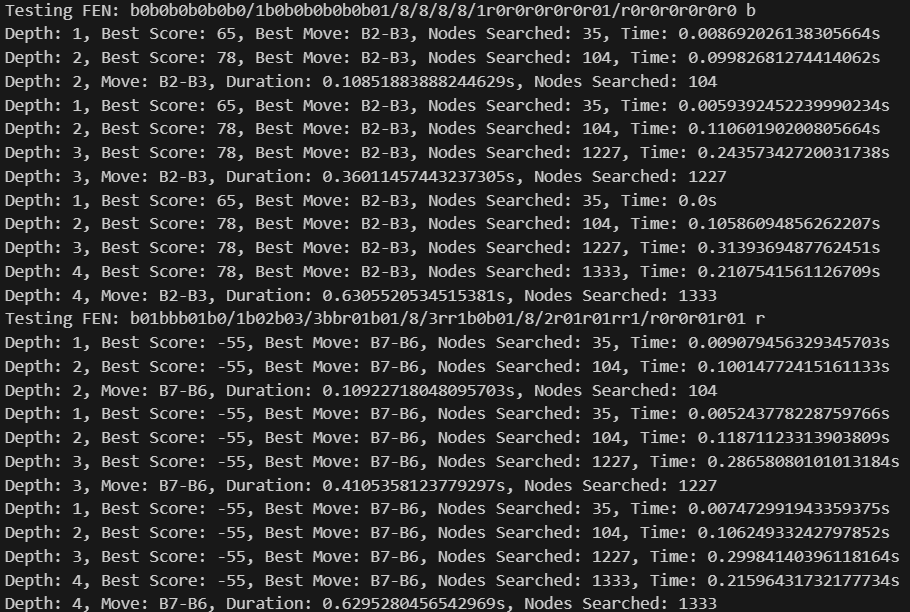 Testing FEN: b0b0b0b0b0b0/1b0b0b0b0b0b01/8/8/8/8/1r0r0r0r0r0r01/r0r0r0r0r0r0 b
Depth: 1, Best Score: 65, Best Move: B2-B3, Nodes Searched: 35, Time: 0.008692026138305664s
Depth: 2, Best Score: 78, Best Move: B2-B3, Nodes Searched: 104, Time: 0.09982681274414062s
Depth: 2, Move: B2-B3, Duration: 0.10851883888244629s, Nodes Searched: 104
Depth: 1, Best Score: 65, Best Move: B2-B3, Nodes Searched: 35, Time: 0.0059392452239990234s
Depth: 2, Best Score: 78, Best Move: B2-B3, Nodes Searched: 104, Time: 0.11060190200805664s
Depth: 3, Best Score: 78, Best Move: B2-B3, Nodes Searched: 1227, Time: 0.24357342720031738s
Depth: 3, Move: B2-B3, Duration: 0.36011457443237305s, Nodes Searched: 1227
Depth: 1, Best Score: 65, Best Move: B2-B3, Nodes Searched: 35, Time: 0.0s
Depth: 2, Best Score: 78, Best Move: B2-B3, Nodes Searched: 104, Time: 0.10586094856262207s
Depth: 3, Best Score: 78, Best Move: B2-B3, Nodes Searched: 1227, Time: 0.3139369487762451s
Depth: 4, Best Score: 78, Best Move: B2-B3, Nodes Searched: 1333, Time: 0.2107541561126709s
Depth: 4, Move: B2-B3, Duration: 0.6305520534515381s, Nodes Searched: 1333
Testing FEN: b01bbb01b0/1b02b03/3bbr01b01/8/3rr1b0b01/8/2r01r01rr1/r0r0r01r01 r
Depth: 1, Best Score: -55, Best Move: B7-B6, Nodes Searched: 35, Time: 0.009079456329345703s
Depth: 2, Best Score: -55, Best Move: B7-B6, Nodes Searched: 104, Time: 0.10014772415161133s
Depth: 2, Move: B7-B6, Duration: 0.10922718048095703s, Nodes Searched: 104
Depth: 1, Best Score: -55, Best Move: B7-B6, Nodes Searched: 35, Time: 0.005243778228759766s
Depth: 2, Best Score: -55, Best Move: B7-B6, Nodes Searched: 104, Time: 0.11871123313903809s
Depth: 3, Best Score: -55, Best Move: B7-B6, Nodes Searched: 1227, Time: 0.28658080101013184s
Depth: 3, Move: B7-B6, Duration: 0.4105358123779297s, Nodes Searched: 1227
Depth: 1, Best Score: -55, Best Move: B7-B6, Nodes Searched: 35, Time: 0.007472991943359375s
Depth: 2, Best Score: -55, Best Move: B7-B6, Nodes Searched: 104, Time: 0.10624933242797852s
Depth: 3, Best Score: -55, Best Move: B7-B6, Nodes Searched: 1227, Time: 0.29984140396118164s
Depth: 4, Best Score: -55, Best Move: B7-B6, Nodes Searched: 1333, Time: 0.21596431732177734s
Depth: 4, Move: B7-B6, Duration: 0.6295280456542969s, Nodes Searched: 1333